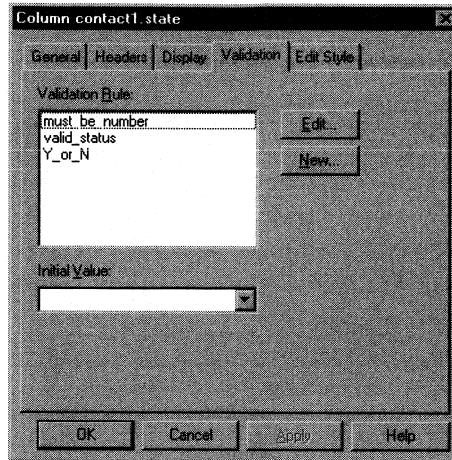 Column contact1.state
General Headers Display Validation Edit Style
Validation Rule:
must_be_number
valid_status
Y_or_N
Edit...
New...
Initial Value:
OK Cancel Apply Help